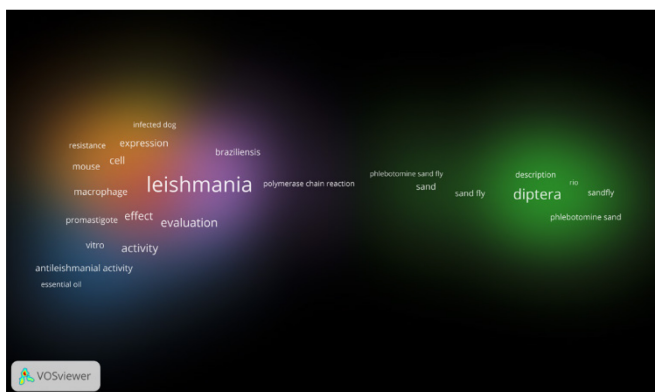 infected dog
resistance
expression
braziliensis
mouse
cell
leishmania
polymerase chain reaction
macrophage
promastigote
effect
evaluation
vitro
activity
antileishmanial activity
essential oil
phlebotomine sand fly
sand
sand fly
description
rio
diptera
sandfly
phlebotomine sand
VOSviewer